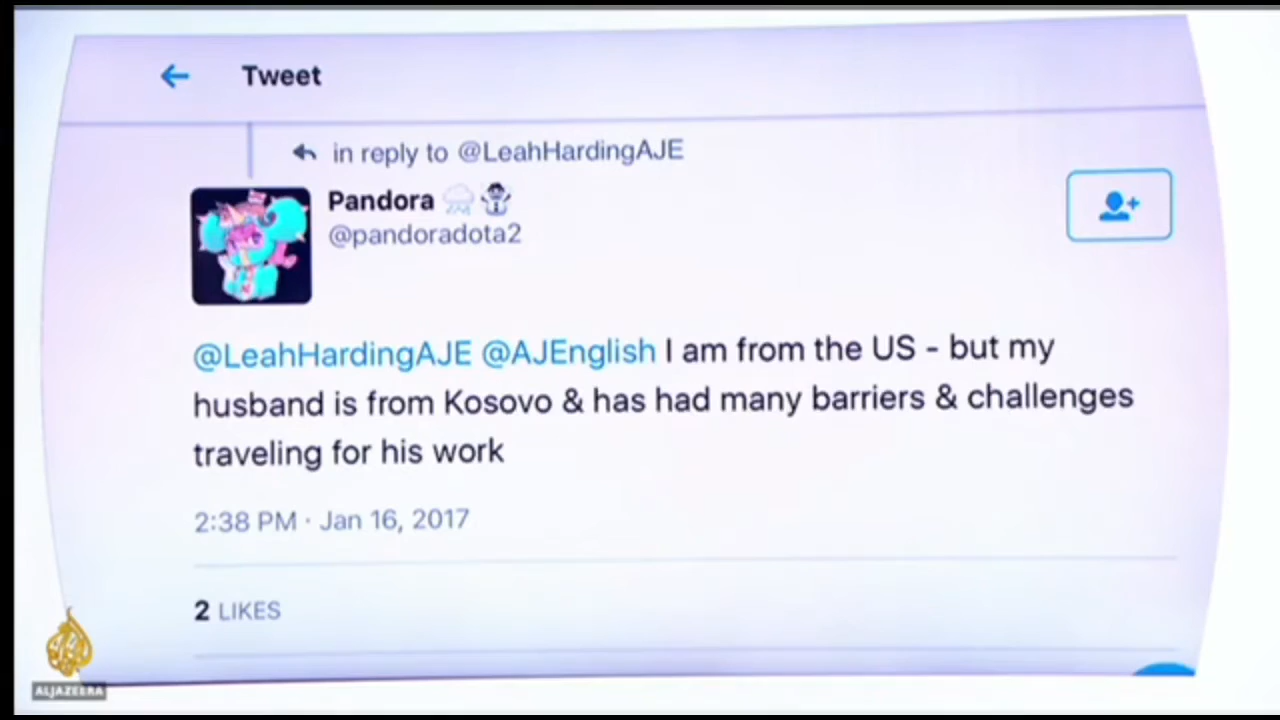 Tweet
in reply to @LeahHardingAJE
Pandora
@pandoradota2
@LeahHardingAJE @AJEnglish I am from the US - but my
husband is from Kosovo & has had many barriers & challenges
traveling for his work
2:38 PM · Jan 16, 2017
2 LIKES
ALJAZEERA